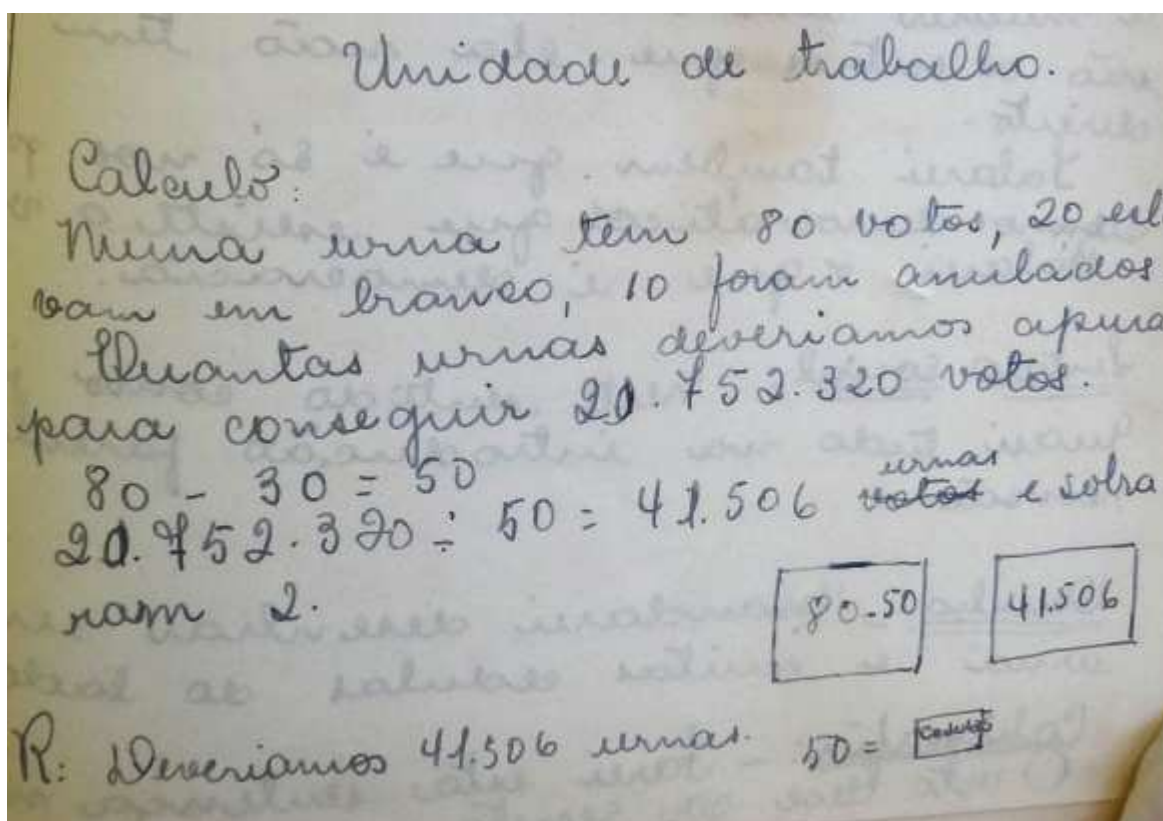 Unidade de trabalho.
Calculo:
Numa urna tem 80 votos, 20 est
vam em branco, 10 foram anulados
Quantas urnas deveriamos apura
para conseguir 20.752.320 votos.
80 - 30 = 50
20.752.320 ÷ 50 = 41.506 votos urnas e sobra
ram 2.
80-50
41.506
R: Deveriamos 41.506 urnas. 50 = Cedulas